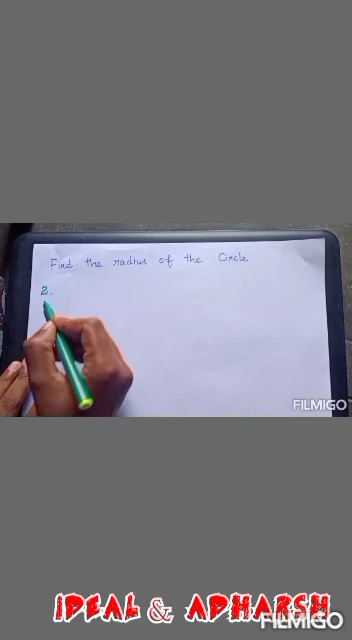 Find the radius of the Circle
2.
FILMIGO
IDEAL & ADHARSH
FILMIGO